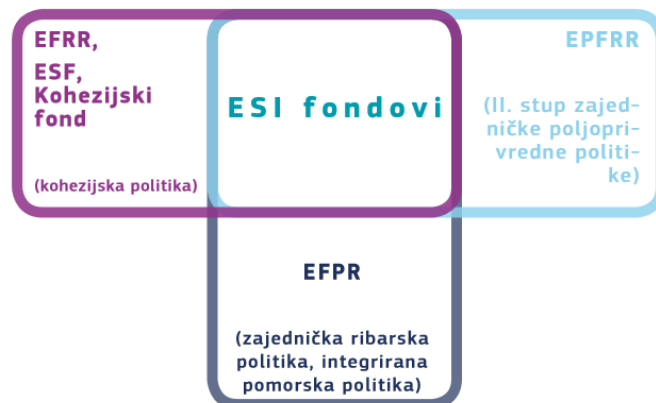 EFRR,
ESF,
Kohezijski
fond
(kohezijska politika)
ESI fondovi
EPFRR
(II. stup zajed-
ničke poljopri-
vredne politi-
ke)
EFPR
(zajednička ribarska
politika, integrirana
pomorska politika)